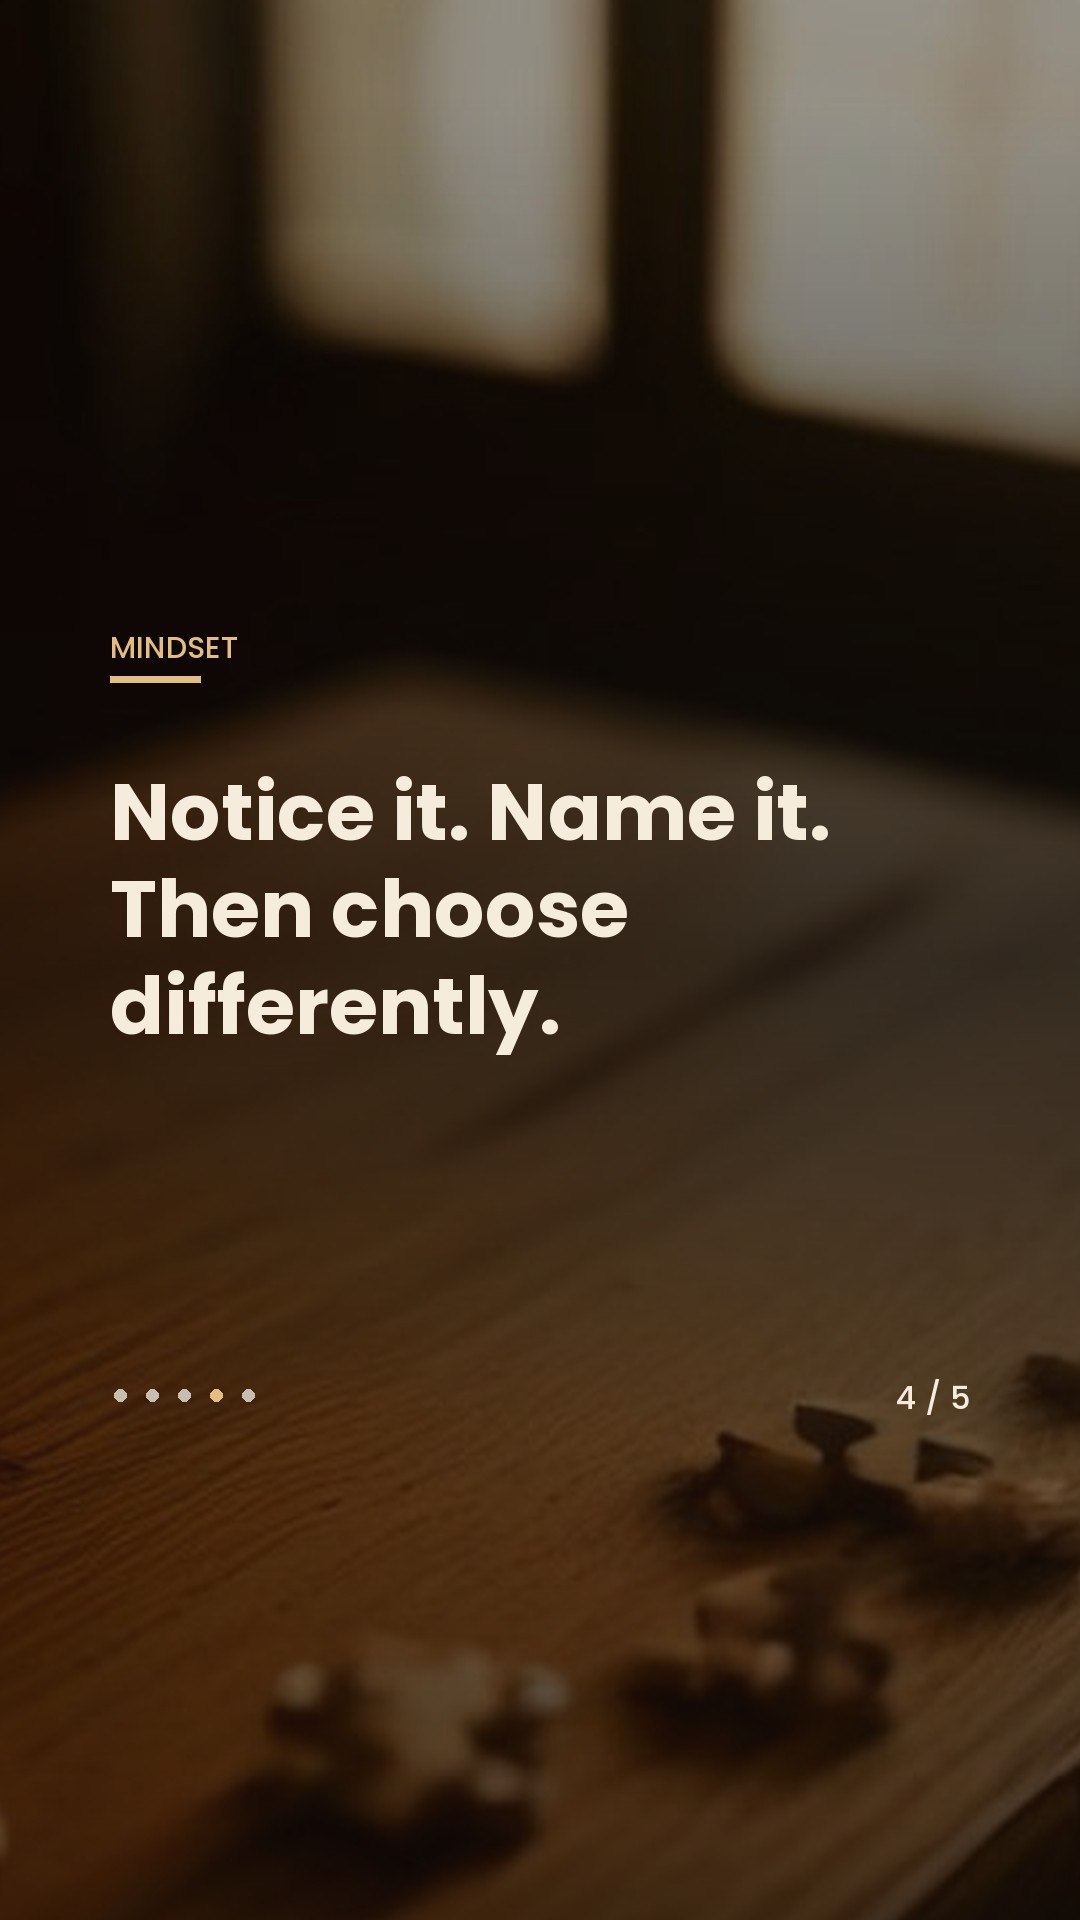 MINDSET
Notice it. Name it.
Then choose
differently.
4 / 5